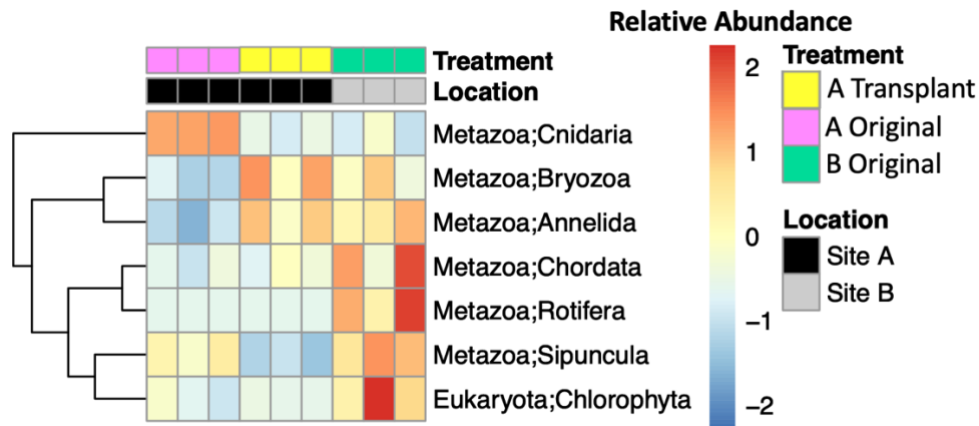 Relative Abundance
Treatment
Location
Metazoa;Cnidaria
Metazoa;Bryozoa
Metazoa;Annelida
Metazoa;Chordata
Metazoa;Rotifera
Metazoa;Sipuncula
Eukaryota;Chlorophyta
2
1
0
−1
−2
Treatment
A Transplant
A Original
B Original
Location
Site A
Site B